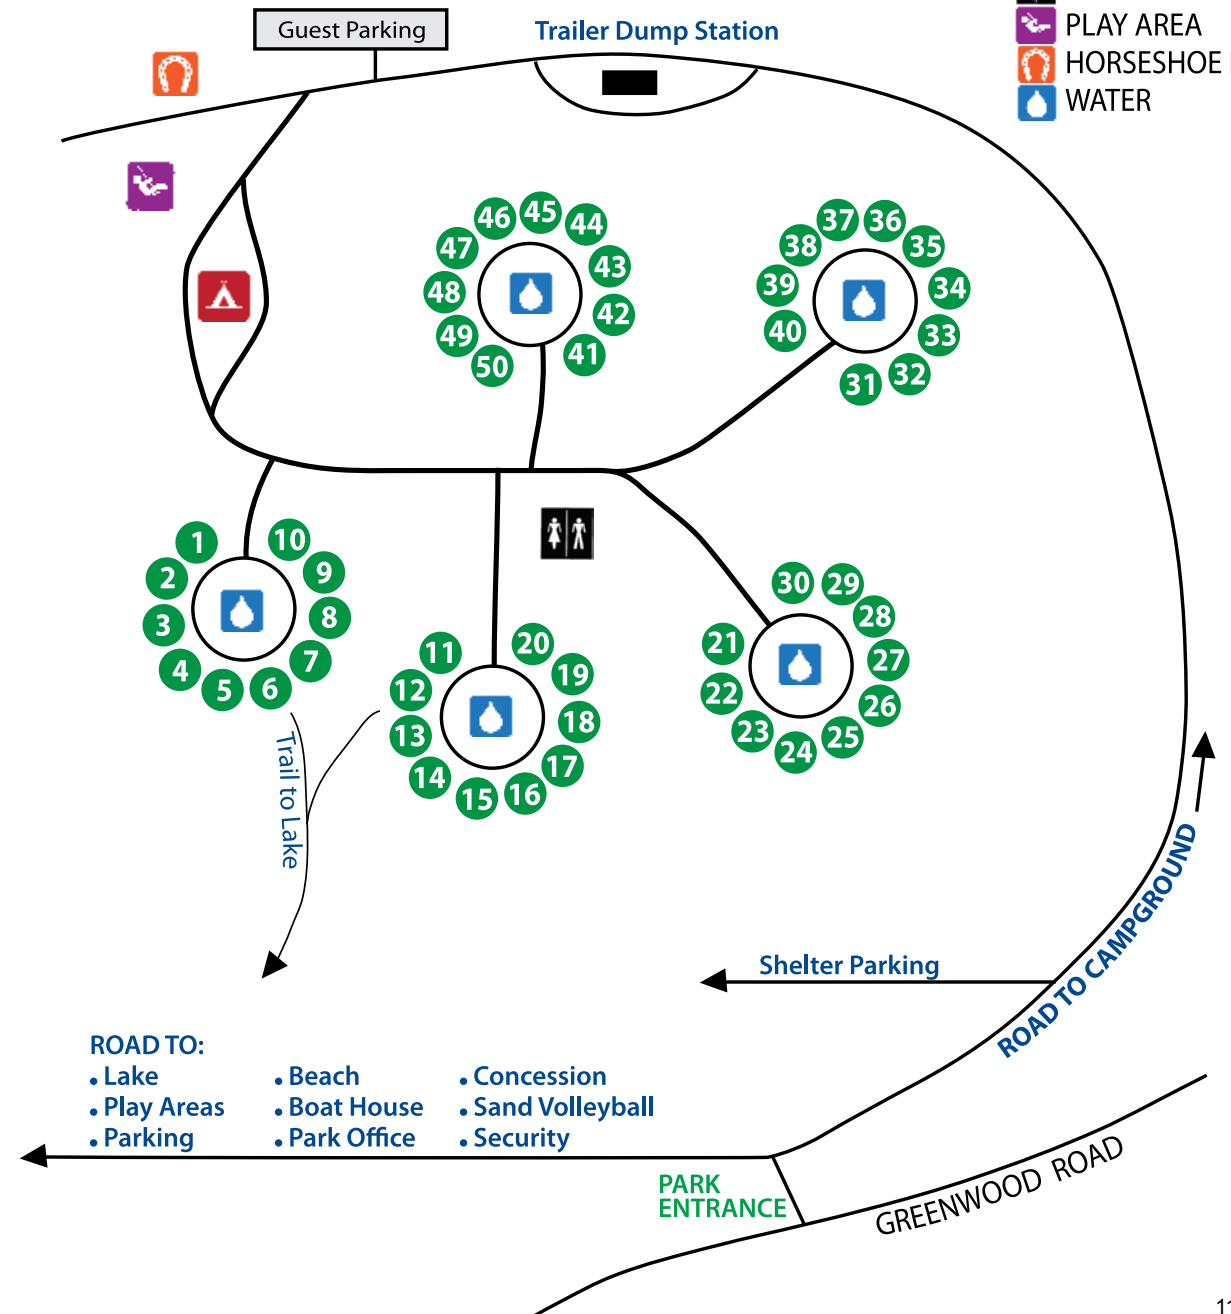 Guest Parking
Trailer Dump Station
PLAY AREA
HORSESHOE
WATER
46 45 44
47 43
48 42
49 41
50
37 36
38 35
39 34
40 33
31 32
1 10
2 9
3 8
4 7
5 6
11 20
12 19
13 18
14 17
15 16
30 29
21 28
22 27
23 26
24 25
Trail to Lake
Shelter Parking
ROAD TO CAMPGROUND
ROAD TO:
• Lake
• Play Areas
• Parking
• Beach
• Boat House
• Park Office
• Concession
• Sand Volleyball
• Security
PARK
ENTRANCE
GREENWOOD ROAD